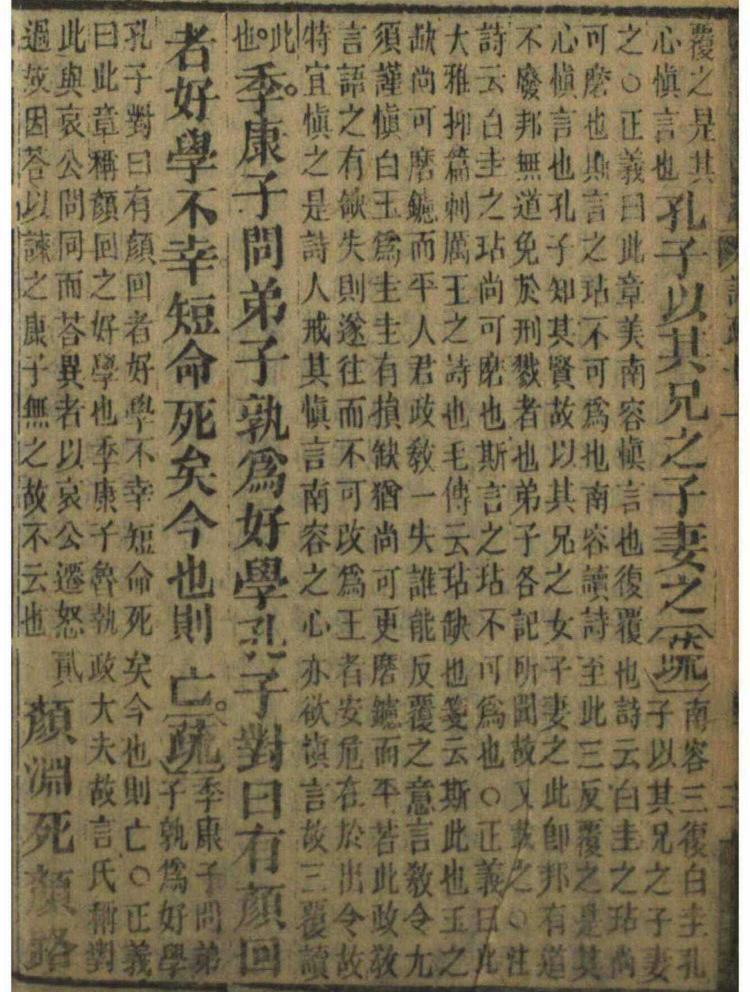 覆之是其
心慎言也
孔子以其兄之子妻之〔疏〕
南容三復白圭孔
子以其兄之子妻
之○正義曰此章美南容慎言也復覆也詩云白圭之玷尚
可磨也斯言之玷不可爲也南容讀詩至此三反覆之是其
心慎言也孔子知其賢故以其兄之女子妻之此即邦有道
不廢邦無道免於刑戮者也弟子各記所聞故又載之○注
詩云白圭之玷尚可磨也斯言之玷不可爲也○正義曰此
大雅抑篇刺厲王之詩也毛傳云玷缺也箋云斯此也玉之
缺尚可磨鑢而平人君政教一失誰能反覆之意言教令尤
須謹慎白玉爲圭圭有損缺猶尚可更磨鑢而平若此政教
言語之有缺失則遂往而不可改爲王者安危在於出令故
特宜慎之是詩人戒其慎言南容之心亦欲慎言故三覆讀
此
也。
季康子問弟子孰爲好學孔子對曰有顏回
者好學不幸短命死矣今也則亡。〔疏〕
季康子問弟
子孰爲好學
孔子對曰有顏回者好學不幸短命死矣今也則亡○正義
曰此章稱顏回之好學也季康子魯執政大夫故言氏稱對
此與哀公問同而荅異者以哀公遷怒貳
過故因荅以諫之康子無之故不云也
顏淵死顏路